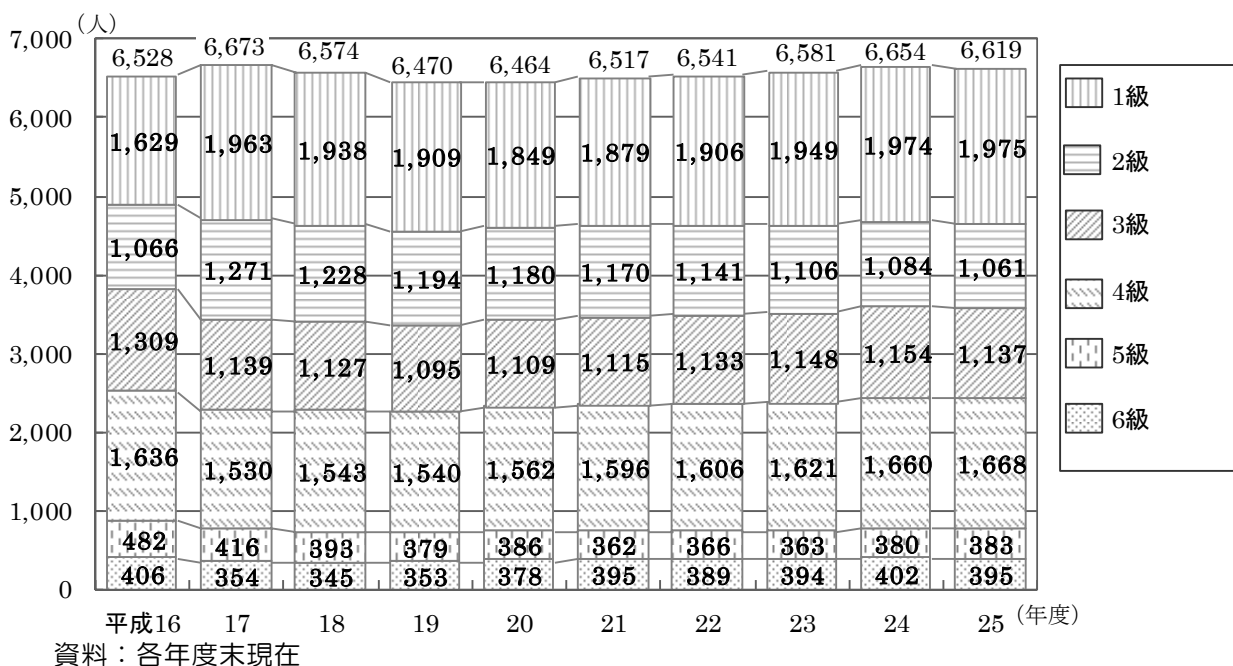 (人)
7,000
6,000
5,000
4,000
3,000
2,000
1,000
0
6,528 6,673 6,574 6,470 6,464 6,517 6,541 6,581 6,654 6,619
1,629 1,963 1,938 1,909 1,849 1,879 1,906 1,949 1,974 1,975
1,066 1,271 1,228 1,194 1,180 1,170 1,141 1,106 1,084 1,061
1,309 1,139 1,127 1,095 1,109 1,115 1,133 1,148 1,154 1,137
1,636 1,530 1,543 1,540 1,562 1,596 1,606 1,621 1,660 1,668
482 416 393 379 386 362 366 363 380 383
406 354 345 353 378 395 389 394 402 395
平成16 17 18 19 20 21 22 23 24 25 (年度)
1級
2級
3級
4級
5級
6級
資料：各年度末現在